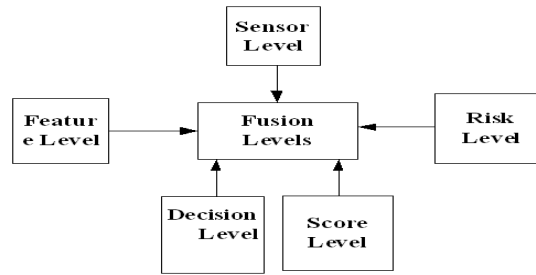 Sensor
Level
Featur
e Level
Fusion
Levels
Risk
Level
Decision
Level
Score
Level